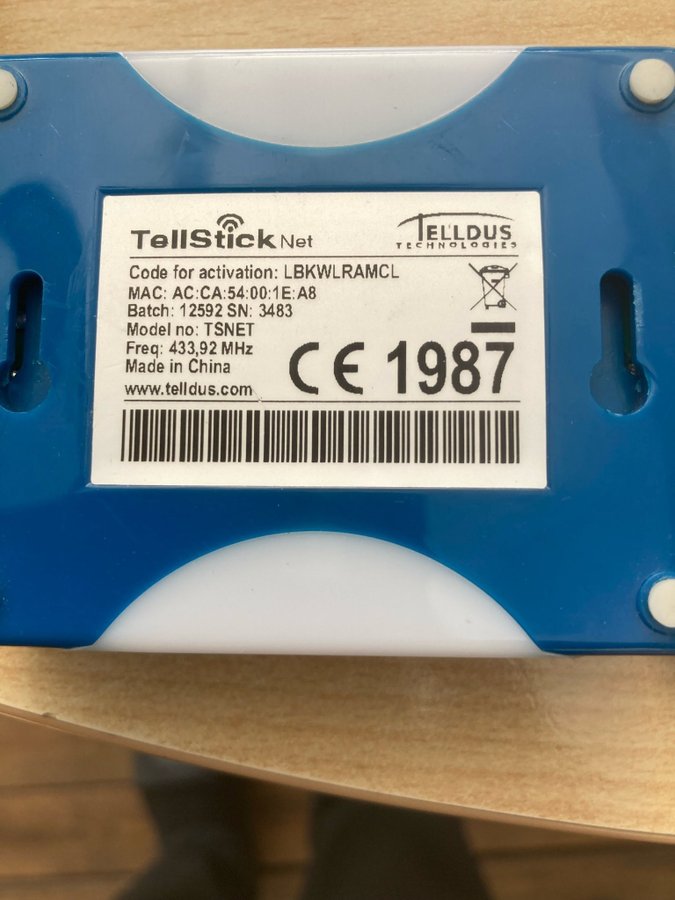 TellStick Net
TELLDUS
TECHNOLOGIES
Code for activation: LBKWLRAMCL
MAC: AC:CA:54:00:1E:A8
Batch: 12592 SN: 3483
Model no: TSNET
Freq: 433,92 MHz
Made in China
www.telldus.com
CE 1987